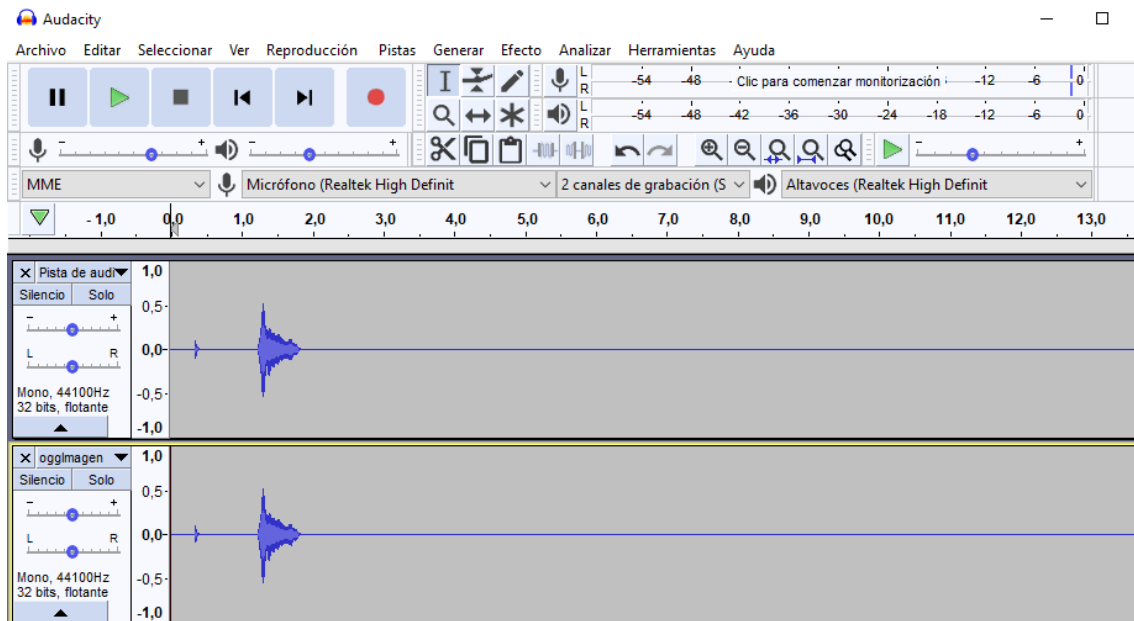 Audacity
Archivo Editar Seleccionar Ver Reproducción Pistas Generar Efecto Analizar Herramientas Ayuda
L -54 -48 - Clic para comenzar monitorización -12 -6 0
R
L -54 -48 -42 -36 -30 -24 -18 -12 -6 0
R
- + - + - +
MME Micrófono (Realtek High Definit 2 canales de grabación (S Altavoces (Realtek High Definit
- 1,0 0,0 1,0 2,0 3,0 4,0 5,0 6,0 7,0 8,0 9,0 10,0 11,0 12,0 13,0
X Pista de audi 1,0
Silencio Solo
0,5
- +
L R 0,0
Mono, 44100Hz -0,5
32 bits, flotante
-1,0
X oggImagen 1,0
Silencio Solo
0,5
- +
L R 0,0
Mono, 44100Hz -0,5
32 bits, flotante
-1,0